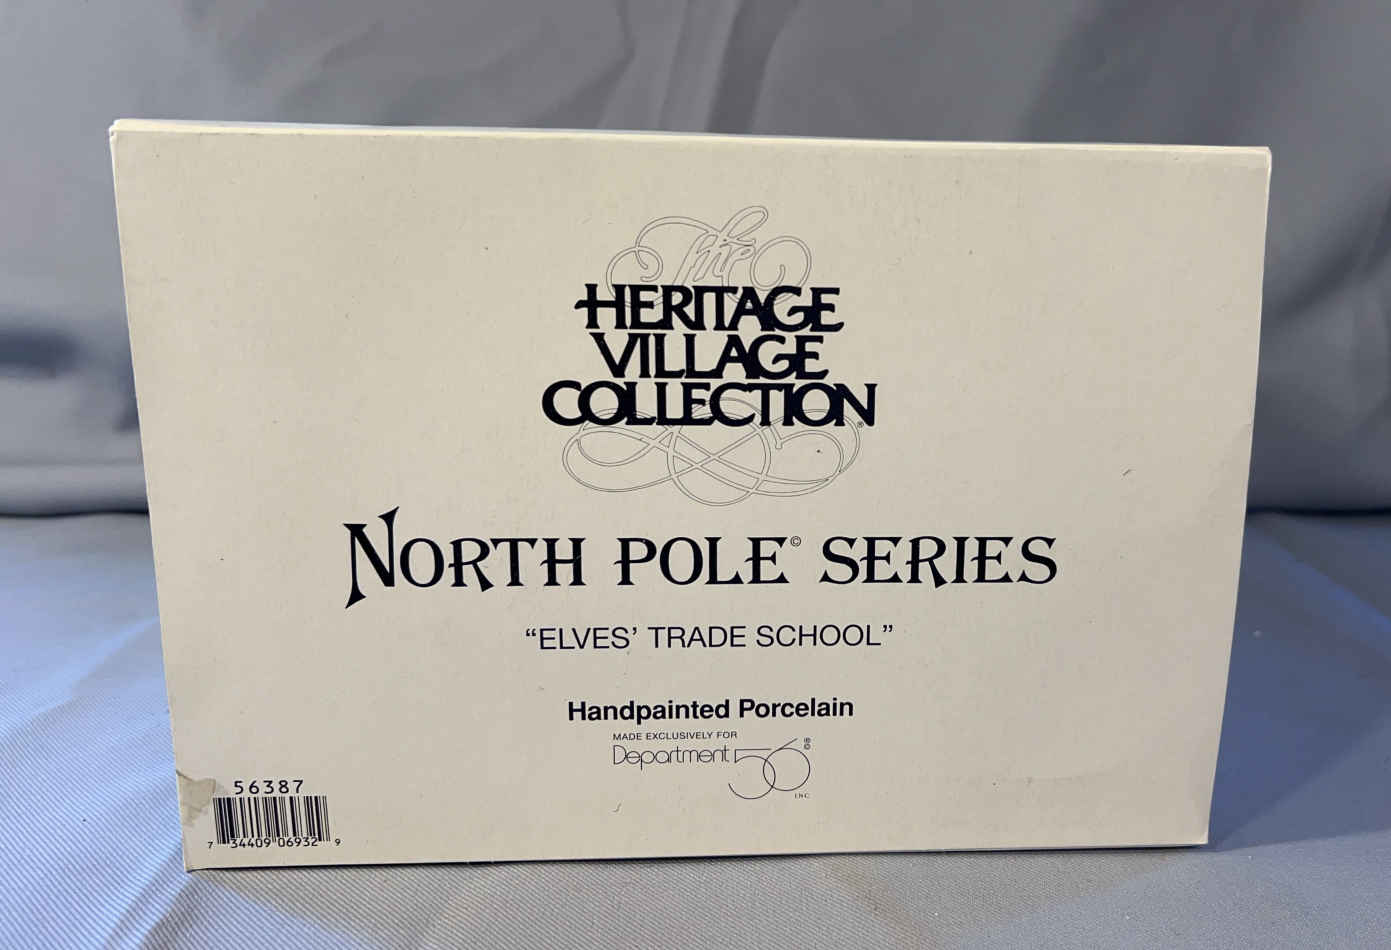 The
HERITAGE
VILLAGE
COLLECTION®
NORTH POLE© SERIES
“ELVES’ TRADE SCHOOL”
Handpainted Porcelain
MADE EXCLUSIVELY FOR
Department 56 ®©
INC
56387
7 34409 06932 9